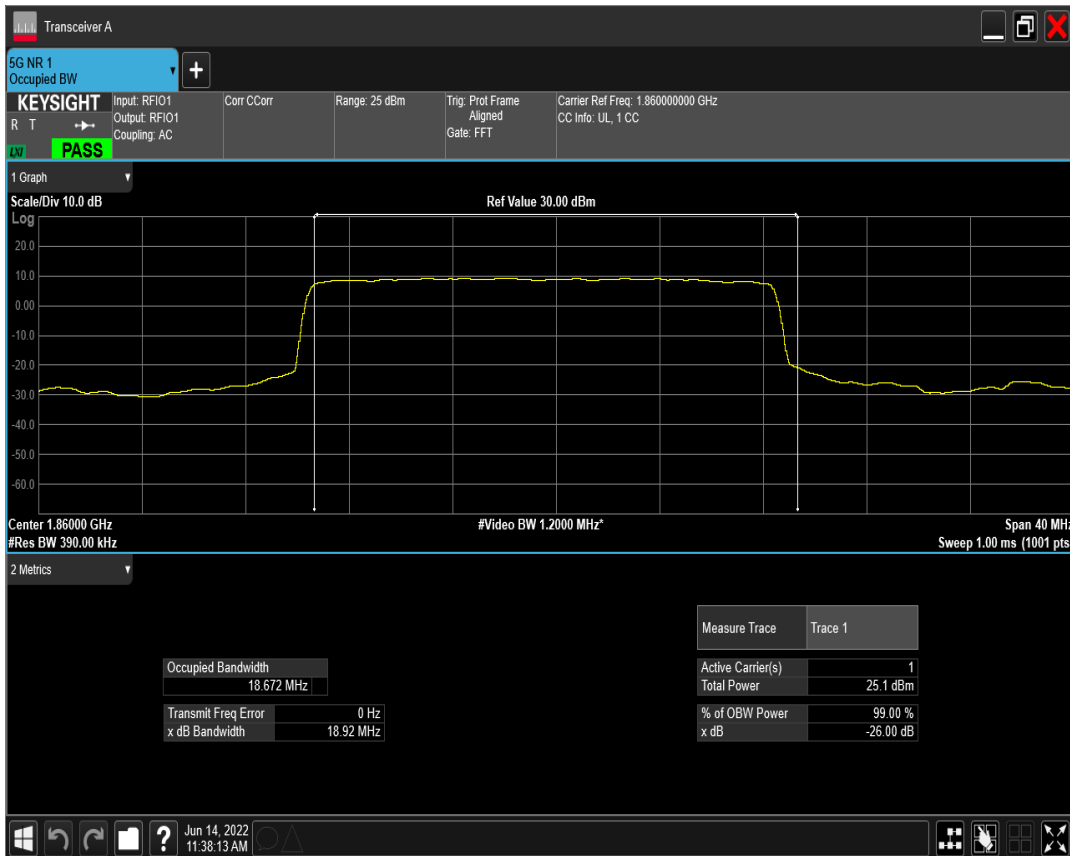 Transceiver A
5G NR 1
Occupied BW
+
KEYSIGHT
R T
LXI
PASS
Input: RFIO1
Output: RFIO1
Coupling: AC
Corr CCorr
Range: 25 dBm
Trig: Prot Frame
Aligned
Gate: FFT
Carrier Ref Freq: 1.860000000 GHz
CC Info: UL, 1 CC
1 Graph
Scale/Div 10.0 dB
Ref Value 30.00 dBm
Log
20.0
10.0
0.00
-10.0
-20.0
-30.0
-40.0
-50.0
-60.0
Center 1.86000 GHz
#Video BW 1.2000 MHz*
Span 40 MHz
#Res BW 390.00 kHz
Sweep 1.00 ms (1001 pts
2 Metrics
Measure Trace Trace 1
Occupied Bandwidth
18.672 MHz
Active Carrier(s) 1
Total Power 25.1 dBm
Transmit Freq Error 0 Hz
x dB Bandwidth 18.92 MHz
% of OBW Power 99.00 %
x dB -26.00 dB
?
Jun 14, 2022
11:38:13 AM